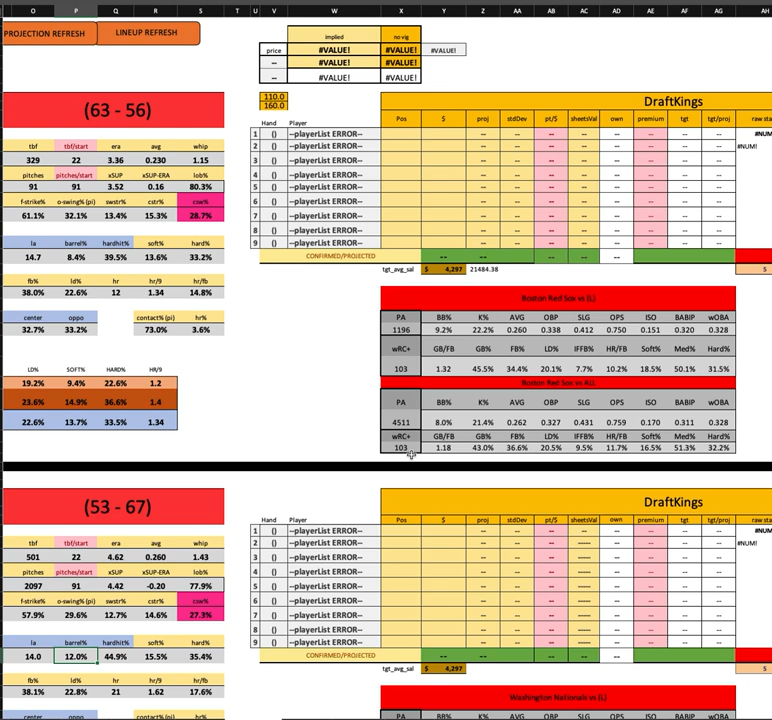 O P Q R S T U V W X Y Z AA AB AC AD AE AF AG AH
PROJECTION REFRESH LINEUP REFRESH
implied no vig
price #VALUE! #VALUE! #VALUE!
-- #VALUE! #VALUE!
-- #VALUE! #VALUE!
110.0
160.0
(63 - 56) DraftKings
Hand Player Pos $ proj stdDev pt/$ sheetsVal own premium tgt tgt/proj raw sta
1 () --playerList ERROR-- -- -- -- -- -- -- -- -- #NUM
2 () --playerList ERROR-- -- -- -- -- -- -- -- -- #NUM!
3 () --playerList ERROR-- -- -- -- -- -- -- -- --
4 () --playerList ERROR-- -- -- -- -- -- -- -- --
5 () --playerList ERROR-- -- -- -- -- -- -- -- --
6 () --playerList ERROR-- -- -- -- -- -- -- -- --
7 () --playerList ERROR-- -- -- -- -- -- -- -- --
8 () --playerList ERROR-- -- -- -- -- -- -- -- --
9 () --playerList ERROR-- -- -- -- -- -- -- -- --
CONFIRMED/PROJECTED -- -- -- -- --
tgt_avg_sal $ 4,297 21484.38 5
tbf tbf/start era avg whip
329 22 3.36 0.230 1.15
pitches pitches/start xSUP xSUP-ERA lob%
91 91 3.52 0.16 80.3%
f-strike% o-swing% (pi) swstr% cstr% csw%
61.1% 32.1% 13.4% 15.3% 28.7%
la barrel% hardhit% soft% hard%
14.7 8.4% 39.5% 13.6% 33.2%
fb% ld% hr hr/9 hr/fb
38.0% 22.6% 12 1.34 14.8%
center oppo contact% (pi) hr%
32.7% 33.2% 73.0% 3.6%
LD% SOFT% HARD% HR/9
19.2% 9.4% 22.6% 1.2
23.6% 14.9% 36.6% 1.4
22.6% 13.7% 33.5% 1.34
Boston Red Sox vs (L)
PA BB% K% AVG OBP SLG OPS ISO BABIP wOBA
1196 9.2% 22.2% 0.260 0.338 0.412 0.750 0.151 0.320 0.328
wRC+ GB/FB GB% FB% LD% IFFB% HR/FB Soft% Med% Hard%
103 1.32 45.5% 34.4% 20.1% 7.7% 10.2% 18.5% 50.1% 31.5%
Boston Red Sox vs ALL
PA BB% K% AVG OBP SLG OPS ISO BABIP wOBA
4511 8.0% 21.4% 0.262 0.327 0.431 0.759 0.170 0.311 0.328
wRC+ GB/FB GB% FB% LD% IFFB% HR/FB Soft% Med% Hard%
103 1.18 43.0% 36.6% 20.5% 9.5% 11.7% 16.5% 51.3% 32.2%
(53 - 67) DraftKings
Hand Player Pos $ proj stdDev pt/$ sheetsVal own premium tgt tgt/proj raw sta
1 () --playerList ERROR-- -- -- -- -- -- -- -- -- #NUM
2 () --playerList ERROR-- -- -- -- ----- -- -- -- -- #NUM!
3 () --playerList ERROR-- -- -- -- ----- -- -- -- --
4 () --playerList ERROR-- -- -- -- ----- -- -- -- --
5 () --playerList ERROR-- -- -- -- ----- -- -- -- --
6 () --playerList ERROR-- -- -- -- ----- -- -- -- --
7 () --playerList ERROR-- -- -- -- ----- -- -- -- --
8 () --playerList ERROR-- -- -- -- ----- -- -- -- --
9 () --playerList ERROR-- -- -- -- ----- -- -- -- --
CONFIRMED/PROJECTED -- -- -- -- --
tgt_avg_sal $ 4,297 5
tbf tbf/start era avg whip
501 22 4.62 0.260 1.43
pitches pitches/start xSUP xSUP-ERA lob%
2097 91 4.42 -0.20 77.9%
f-strike% o-swing% (pi) swstr% cstr% csw%
57.9% 29.6% 12.7% 14.6% 27.3%
la barrel% hardhit% soft% hard%
14.0 12.0% 44.9% 15.5% 35.4%
fb% ld% hr hr/9 hr/fb
38.1% 22.8% 21 1.62 17.6%
center oppo contact% (pi) hr%
Washington Nationals vs (L)
PA BB% K% AVG OBP SLG OPS ISO BABIP wOBA